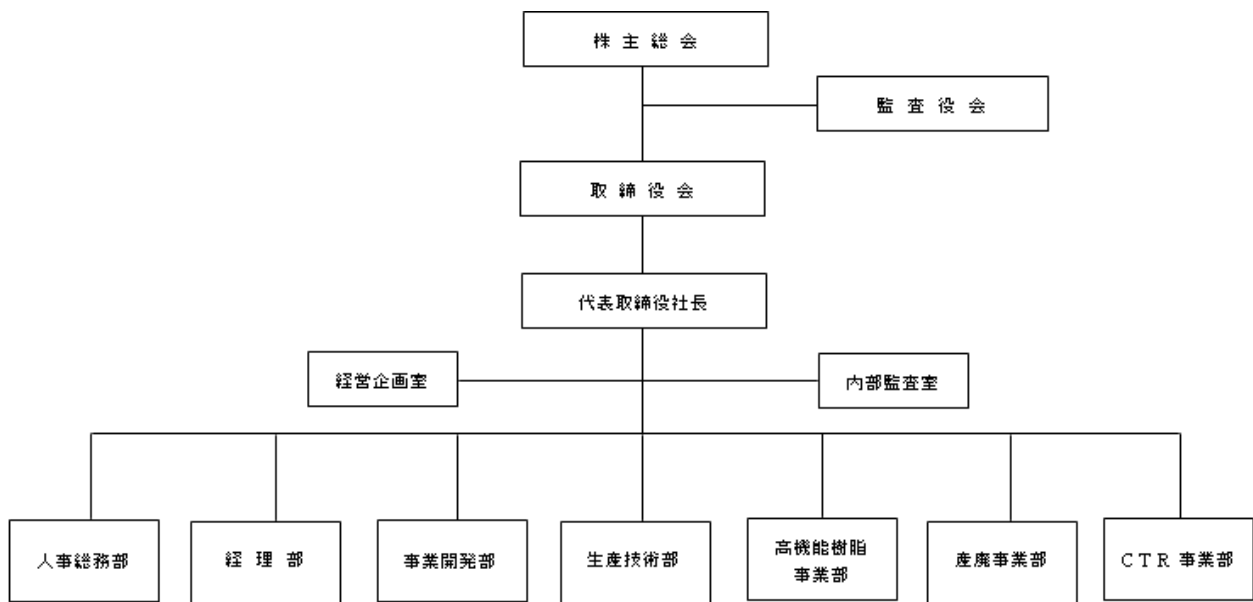 株主総会
監査役会
取締役会
代表取締役社長
経営企画室
内部監査室
人事総務部
経理部
事業開発部
生産技術部
高機能樹脂
事業部
産廃事業部
CTR事業部